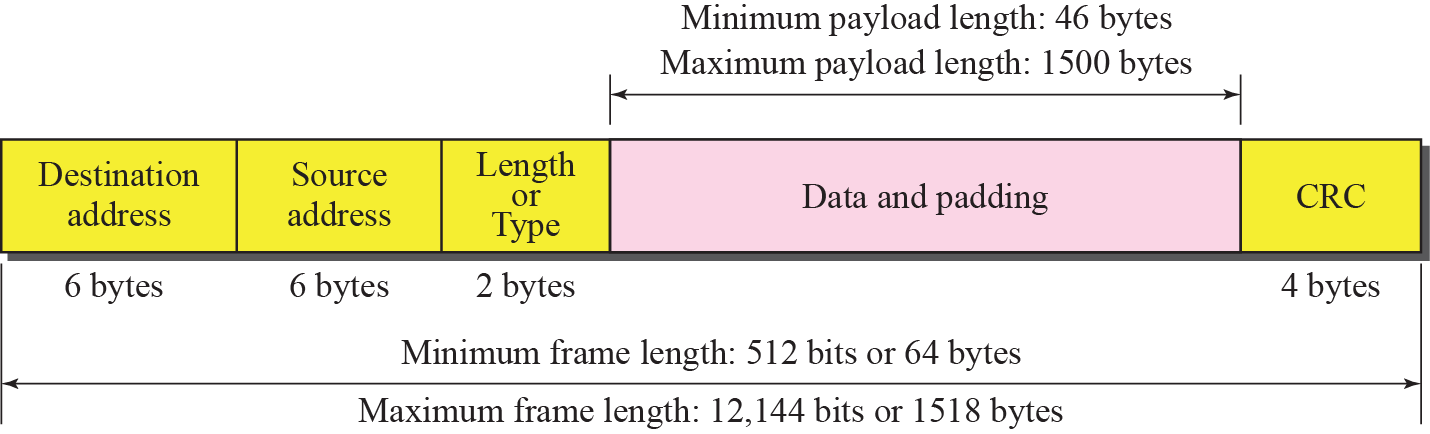 Minimum payload length: 46 bytes
Maximum payload length: 1500 bytes
Destination
address
Source
address
Length
or
Type
Data and padding
CRC
6 bytes
6 bytes
2 bytes
4 bytes
Minimum frame length: 512 bits or 64 bytes
Maximum frame length: 12,144 bits or 1518 bytes